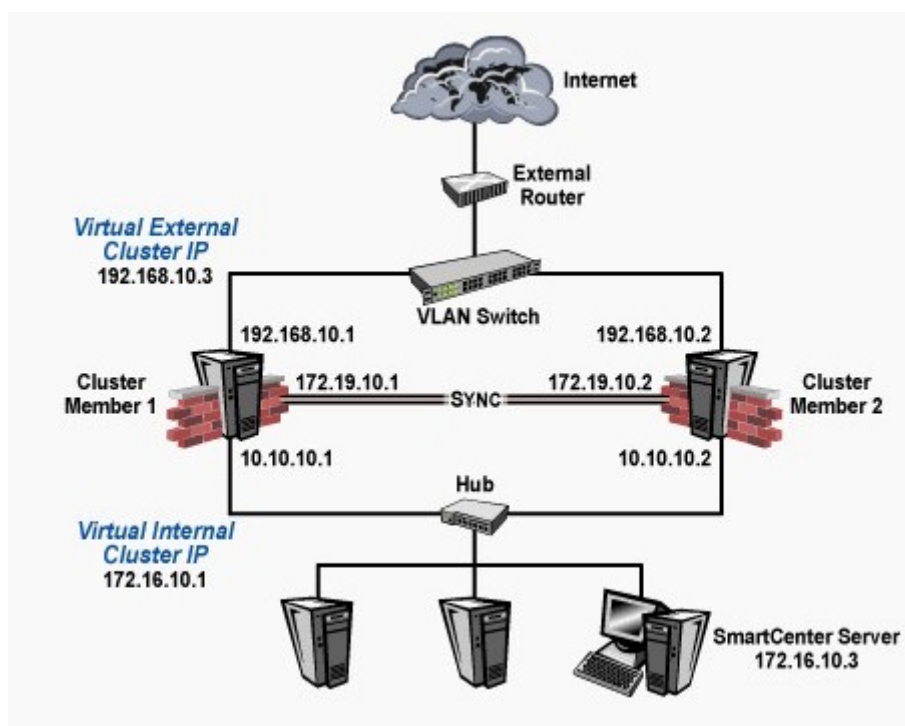 Internet
External
Router
Virtual External
Cluster IP
192.168.10.3
VLAN Switch
192.168.10.1
192.168.10.2
Cluster
Member 1
172.19.10.1
SYNC
172.19.10.2
Cluster
Member 2
10.10.10.1
10.10.10.2
Hub
Virtual Internal
Cluster IP
172.16.10.1
SmartCenter Server
172.16.10.3